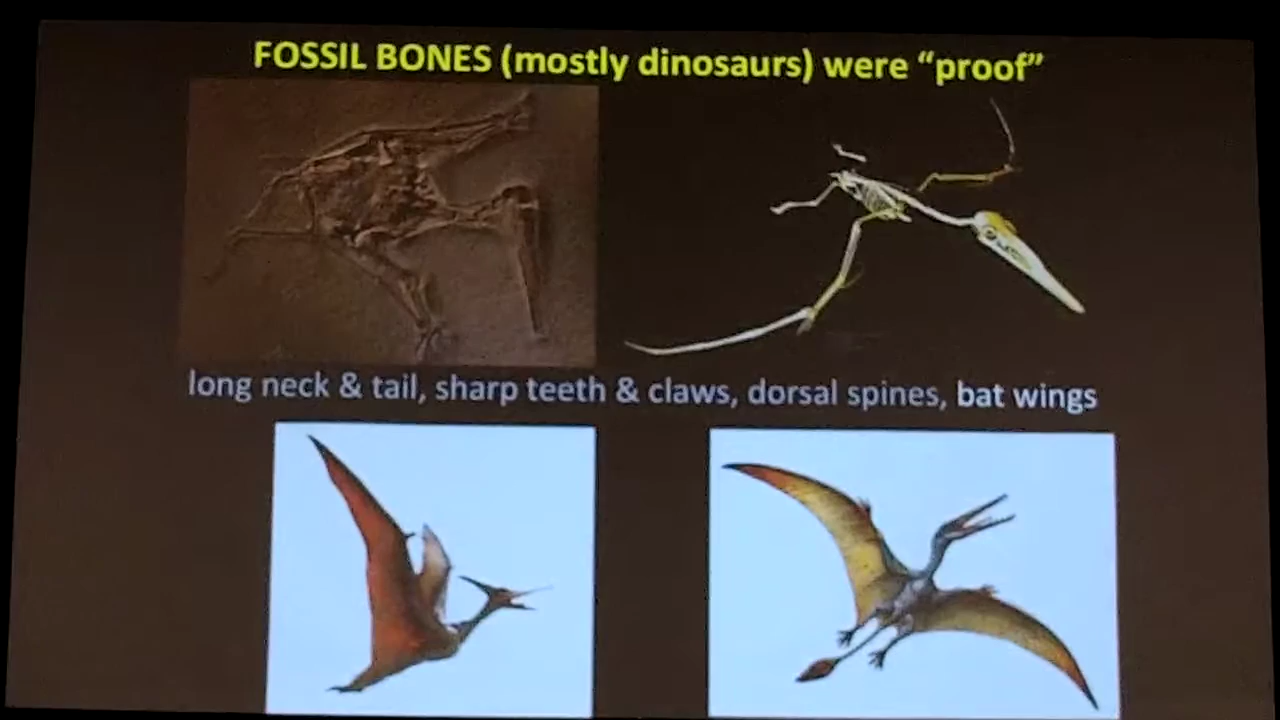 FOSSIL BONES (mostly dinosaurs) were “proof”
long neck & tail, sharp teeth & claws, dorsal spines, bat wings